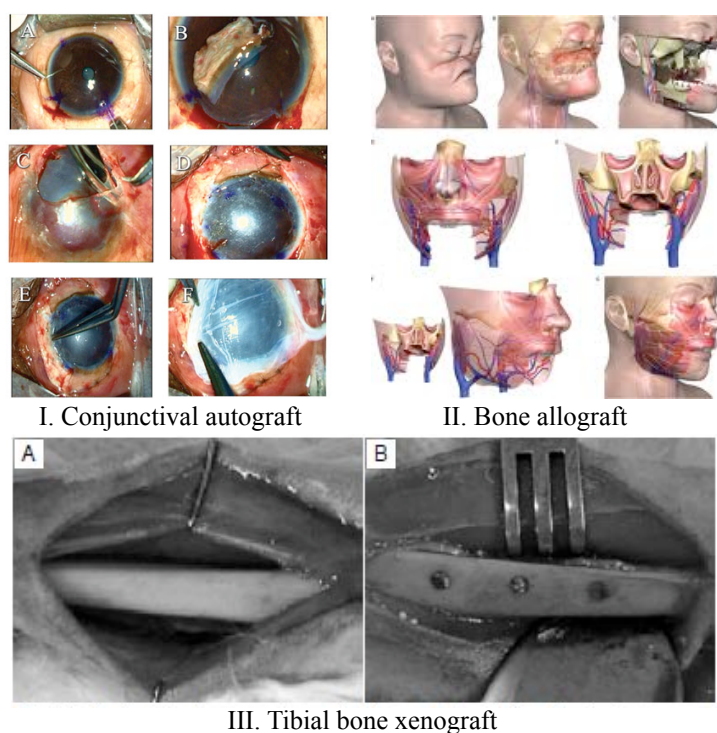 A
B
C
D
E
F
I. Conjunctival autograft
II. Bone allograft
A
B
III. Tibial bone xenograft